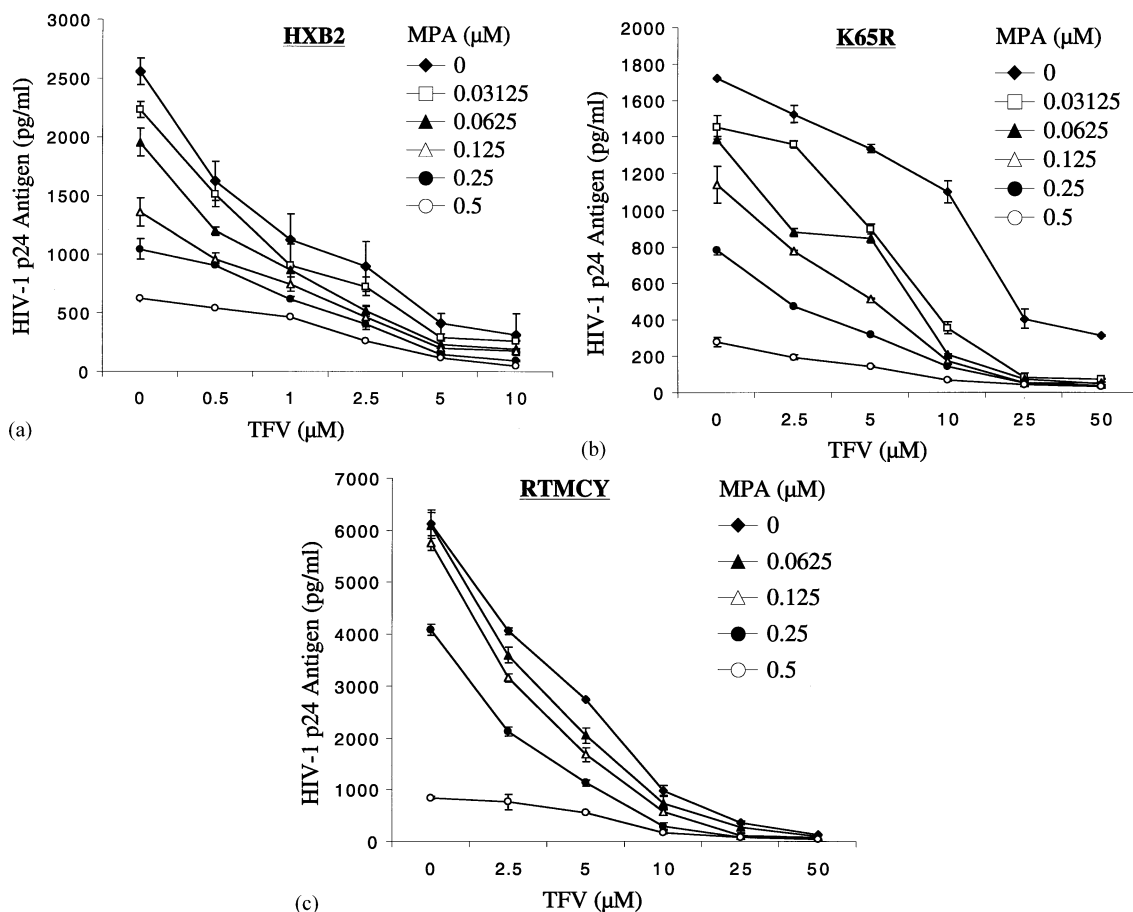 HXB2
MPA (µM)
0
0.03125
0.0625
0.125
0.25
0.5
3000
2500
2000
1500
1000
500
0
HIV-1 p24 Antigen (pg/ml)
0 0.5 1 2.5 5 10
TFV (µM)
(a)
K65R
MPA (µM)
0
0.03125
0.0625
0.125
0.25
0.5
2000
1800
1600
1400
1200
1000
800
600
400
200
0
HIV-1 p24 Antigen (pg/ml)
0 2.5 5 10 25 50
TFV (µM)
(b)
RTMCY
MPA (µM)
0
0.0625
0.125
0.25
0.5
7000
6000
5000
4000
3000
2000
1000
0
HIV-1 p24 Antigen (pg/ml)
0 2.5 5 10 25 50
TFV (µM)
(c)